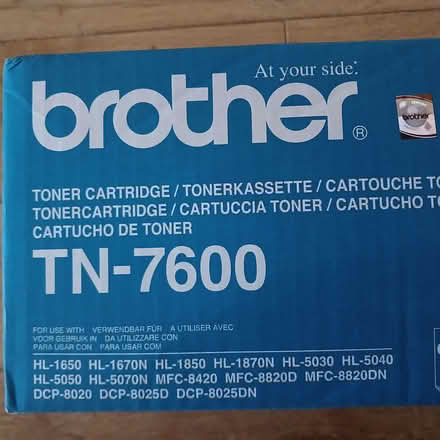 At your side.
brother®
brother
TONER CARTRIDGE / TONERKASSETTE / CARTOUCHE TO
TONERCARTRIDGE / CARTUCCIA TONER / CARTUCHO TO
CARTUCHO DE TONER
TN-7600
FOR USE WITH VERWENDBAR FÜR A UTILISER AVEC
VOOR GEBRUIK IN DA UTILIZZARE CON
PARA USAR CON PARA USAR COM
HL-1650 HL-1670N HL-1850 HL-1870N HL-5030 HL-5040
HL-5050 HL-5070N MFC-8420 MFC-8820D MFC-8820DN
DCP-8020 DCP-8025D DCP-8025DN